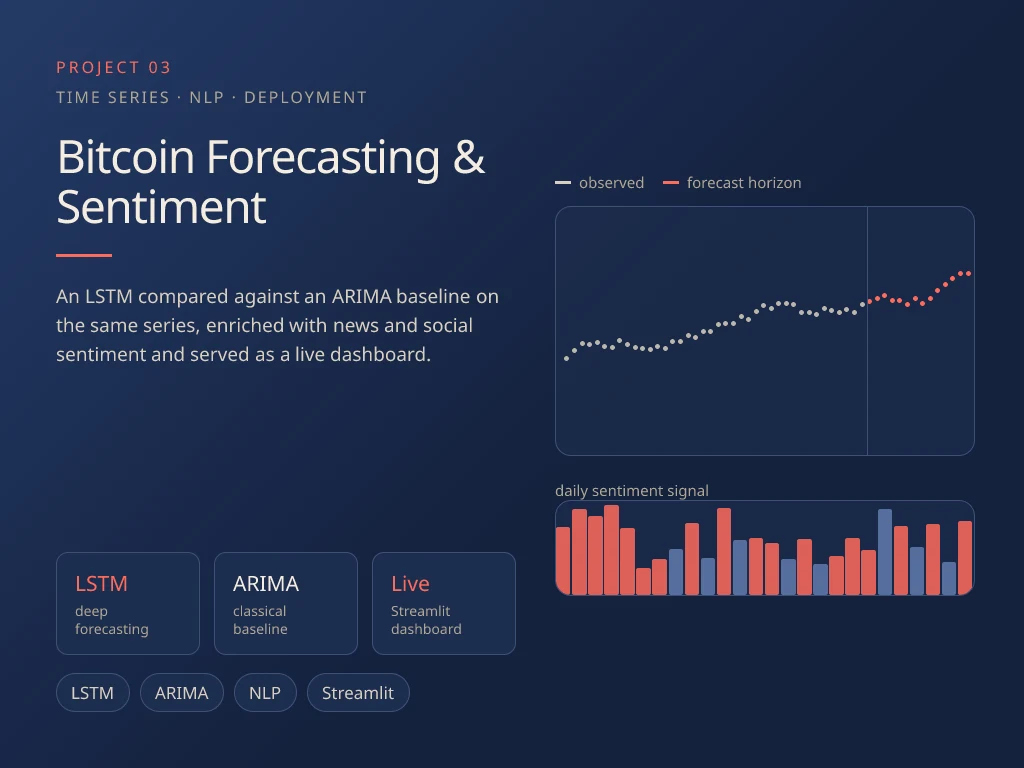 PROJECT 03
TIME SERIES · NLP · DEPLOYMENT
Bitcoin Forecasting &
Sentiment
An LSTM compared against an ARIMA baseline on
the same series, enriched with news and social
sentiment and served as a live dashboard.
LSTM
deep
forecasting
ARIMA
classical
baseline
Live
Streamlit
dashboard
LSTM
ARIMA
NLP
Streamlit
observed
forecast horizon
daily sentiment signal